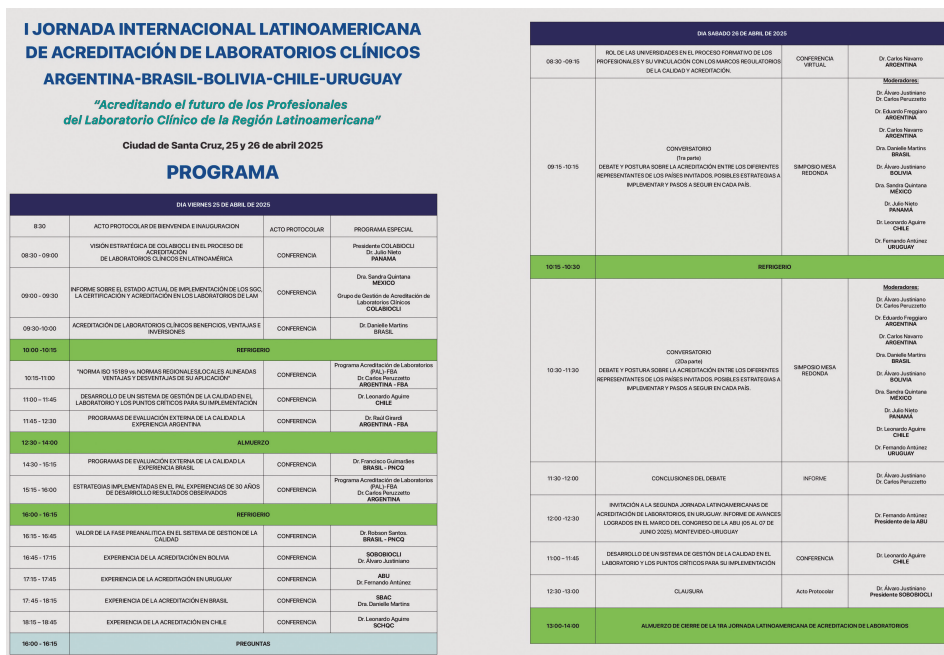 I JORNADA INTERNACIONAL LATINOAMERICANA
DE ACREDITACIÓN DE LABORATORIOS CLÍNICOS
ARGENTINA-BRASIL-BOLIVIA-CHILE-URUGUAY
“Acreditando el futuro de los Profesionales
del Laboratorio Clínico de la Región Latinoamericana”
Ciudad de Santa Cruz, 25 y 26 de abril 2025
PROGRAMA
DIA VIERNES 25 DE ABRIL DE 2025
8:30 ACTO PROTOCOLAR DE BIENVENIDA E INAUGURACION ACTO PROTOCOLAR PROGRAMA ESPECIAL
08:30 - 09:00 CONFERENCIA
VISIÓN ESTRATÉGICA DE COLABIOCLI EN EL PROCESO DE
ACREDITACIÓN
DE LABORATORIOS CLÍNICOS EN LATINOAMÉRICA
Presidente COLABIOCLI
Dr. Julio Nieto
PANAMA
09:00 - 09:30 CONFERENCIA
INFORME SOBRE EL ESTADO ACTUAL DE IMPLEMENTACIÓN DE LOS SGC,
LA CERTIFICACIÓN Y ACREDITACIÓN EN LOS LABORATORIOS DE LAM
Dra. Sandra Quintana
MEXICO
Grupo de Gestión de Acreditación de
Laboratorios Clínicos
COLABIOCLI
09:30-10:00 CONFERENCIA
ACREDITACIÓN DE LABORATORIOS CLÍNICOS BENEFICIOS, VENTAJAS E
INVERSIONES
Dr. Danielle Martins
BRASIL
10:00 -10:15 REFRIGERIO
10:15-11:00 CONFERENCIA
"NORMA ISO 15189 vs. NORMAS REGIONALES|LOCALES ALINEADAS
VENTAJAS Y DESVENTAJAS DE SU APLICACIÓN"
Programa Acreditación de Laboratorios
(PAL)-FBA
Dr. Carlos Peruzzetto
ARGENTINA - FBA
11:00 – 11:45 CONFERENCIA
DESARROLLO DE UN SISTEMA DE GESTIÓN DE LA CALIDAD EN EL
LABORATORIO Y LOS PUNTOS CRÍTICOS PARA SU IMPLEMENTACIÓN
Dr. Leonardo Aguirre
CHILE
11:45 - 12:30 CONFERENCIA
PROGRAMAS DE EVALUACIÓN EXTERNA DE LA CALIDAD LA
EXPERIENCIA ARGENTINA
Dr. Raúl Girardi
ARGENTINA - FBA
12:30 - 14:00 ALMUERZO
14:30 - 15:15 CONFERENCIA
PROGRAMAS DE EVALUACIÓN EXTERNA DE LA CALIDAD LA
EXPERIENCIA BRASIL
Dr. Francisco Guimarães
BRASIL - PNCQ
15:15 - 16:00 CONFERENCIA
ESTRATEGIAS IMPLEMENTADAS EN EL PAL EXPERIENCIAS DE 30 AÑOS
DE DESARROLLO RESULTADOS OBSERVADOS
Programa Acreditación de Laboratorios
(PAL)-FBA
Dr. Carlos Peruzzetto
ARGENTINA
16:00 - 16:15 REFRIGERIO
16:15 - 16:45 CONFERENCIA
VALOR DE LA FASE PREANALITICA EN EL SISTEMA DE GESTION DE LA
CALIDAD
Dr. Robson Santos.
BRASIL - PNCQ
16:45 - 17:15 EXPERIENCIA DE LA ACREDITACIÓN EN BOLIVIA CONFERENCIA
SOBOBIOCLI
Dr. Álvaro Justiniano
17:15 - 17:45 EXPERIENCIA DE LA ACREDITACIÓN EN URUGUAY CONFERENCIA
ABU
Dr. Fernando Antúnez
17:45 - 18:15 EXPERIENCIA DE LA ACREDITACIÓN EN BRASIL CONFERENCIA
SBAC
Dra. Danielle Martins
18:15 – 18:45 EXPERIENCIA DE LA ACREDITACIÓN EN CHILE CONFERENCIA
Dr. Leonardo Aguirre
SCHQC
16:00 - 16:15 PREGUNTAS
DIA SABADO 26 DE ABRIL DE 2025
08:30 -09:15
ROL DE LAS UNIVERSIDADES EN EL PROCESO FORMATIVO DE LOS
PROFESIONALES Y SU VINCULACIÓN CON LOS MARCOS REGULATORIOS
DE LA CALIDAD Y ACREDITACIÓN.
CONFERENCIA
VIRTUAL
Dr. Carlos Navarro
ARGENTINA
09:15 -10:15
CONVERSATORIO
(1ra parte)
DEBATE Y POSTURA SOBRE LA ACREDITACIÓN ENTRE LOS DIFERENTES
REPRESENTANTES DE LOS PAÍSES INVITADOS. POSIBLES ESTRATEGIAS A
IMPLEMENTAR Y PASOS A SEGUIR EN CADA PAÍS.
SIMPOSIO MESA
REDONDA
Moderadores:
Dr. Álvaro Justiniano
Dr. Carlos Peruzzetto
Dr. Eduardo Freggiaro
ARGENTINA
Dr. Carlos Navarro
ARGENTINA
Dra. Danielle Martins
BRASIL
Dr. Álvaro Justiniano
BOLIVIA
Dra. Sandra Quintana
MÉXICO
Dr. Julio Nieto
PANAMÁ
Dr. Leonardo Aguirre
CHILE
Dr. Fernando Antúnez
URUGUAY
10:15 -10:30 REFRIGERIO
10:30 -11:30
CONVERSATORIO
(2Da parte)
DEBATE Y POSTURA SOBRE LA ACREDITACIÓN ENTRE LOS DIFERENTES
REPRESENTANTES DE LOS PAÍSES INVITADOS. POSIBLES ESTRATEGIAS A
IMPLEMENTAR Y PASOS A SEGUIR EN CADA PAÍS.
SIMPOSIO MESA
REDONDA
Moderadores:
Dr. Álvaro Justiniano
Dr. Carlos Peruzzetto
Dr. Eduardo Freggiaro
ARGENTINA
Dr. Carlos Navarro
ARGENTINA
Dra. Danielle Martins
BRASIL
Dr. Álvaro Justiniano
BOLIVIA
Dra. Sandra Quintana
MÉXICO
Dr. Julio Nieto
PANAMÁ
Dr. Leonardo Aguirre
CHILE
Dr. Fernando Antúnez
URUGUAY
11:30 -12:00 CONCLUSIONES DEL DEBATE INFORME
Dr. Álvaro Justiniano
Dr. Carlos Peruzzetto
12:00-12:30
INVITACIÓN A LA SEGUNDA JORNADA LATINOAMERICANAS DE
ACREDITACIÓN DE LABORATORIOS, EN URUGUAY. INFORME DE AVANCES
LOGRADOS EN EL MARCO DEL CONGRESO DE LA ABU (05 AL 07 DE
JUNIO 2025). MONTEVIDEO-URUGUAY
Dr. Fernando Antúnez
Presidente de la ABU
11:00 – 11:45 CONFERENCIA
DESARROLLO DE UN SISTEMA DE GESTIÓN DE LA CALIDAD EN EL
LABORATORIO Y LOS PUNTOS CRÍTICOS PARA SU IMPLEMENTACIÓN
Dr. Leonardo Aguirre
CHILE
12:30 -13:00 CLAUSURA Acto Protocolar
Dr. Álvaro Justiniano
Presidente SOBOBIOCLI
13:00-14:00 ALMUERZO DE CIERRE DE LA 1RA JORNADA LATINOAMERICANA DE ACREDITACION DE LABORATORIOS